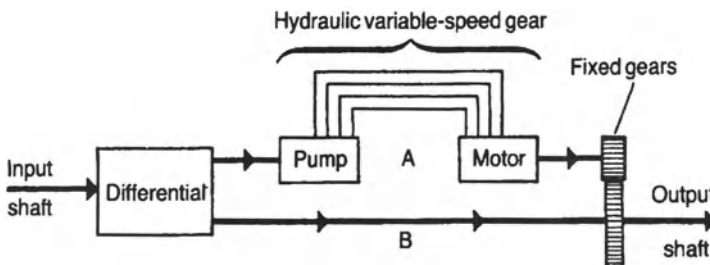 Hydraulic variable-speed gear
Fixed gears
Pump
A
Motor
Input
shaft
Differential
B
Output
shaft